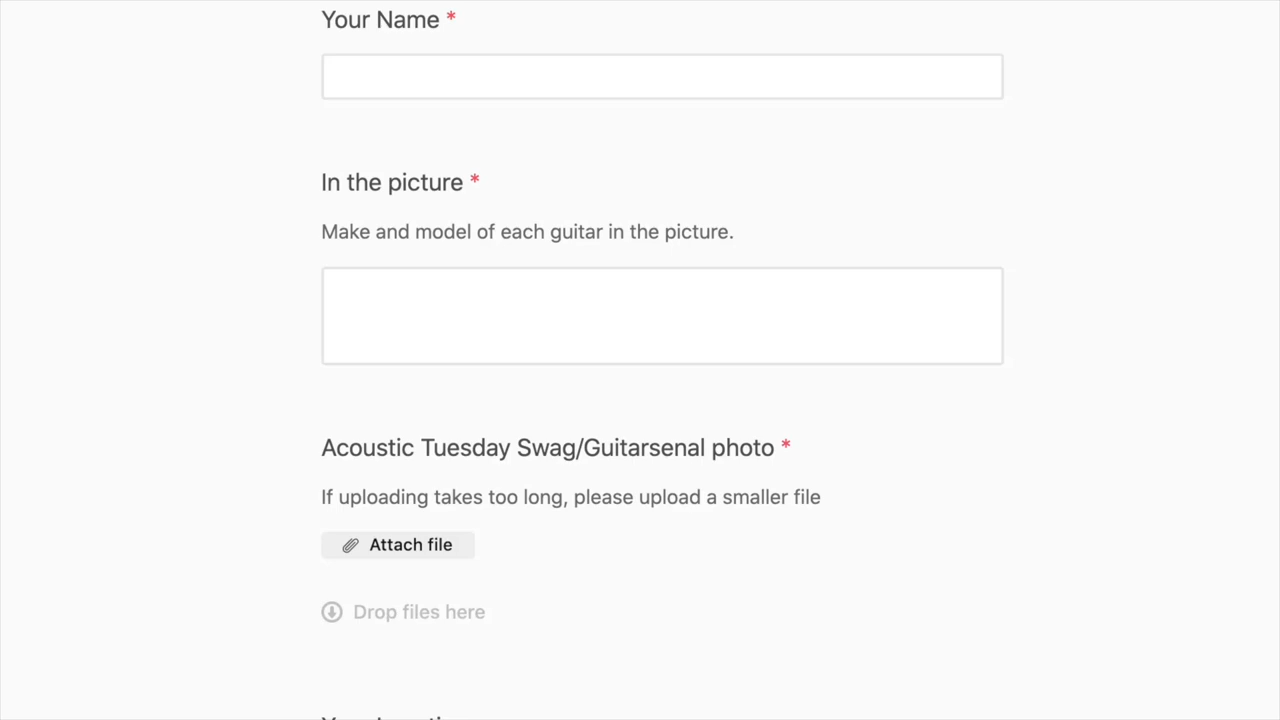 Your Name *
In the picture *
Make and model of each guitar in the picture.
Acoustic Tuesday Swag/Guitarsenal photo *
If uploading takes too long, please upload a smaller file
Attach file
Drop files here